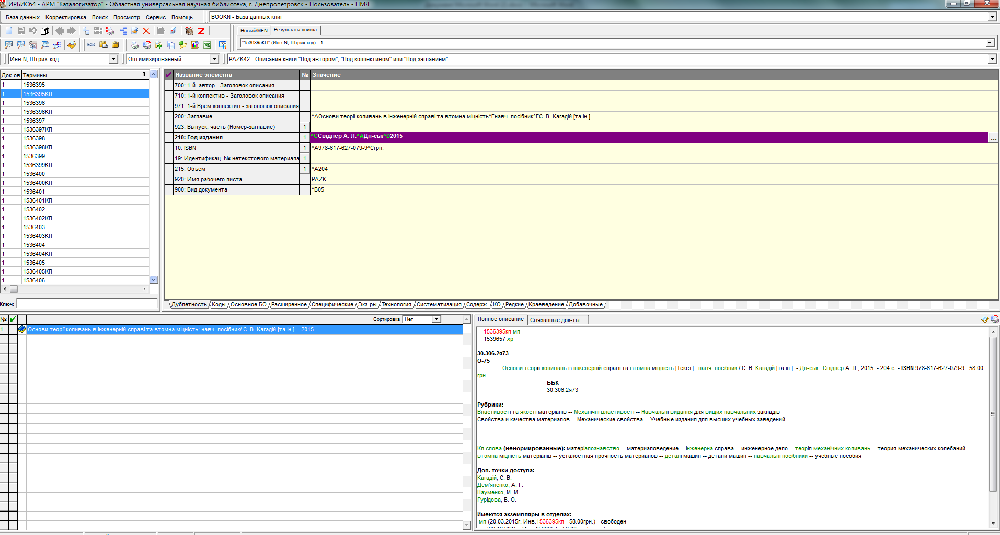 ИРБИС64 - АРМ "Каталогизатор" - Областная универсальная научная библиотека, г. Днепропетровск - Пользователь - НМЯ
База данных Корректировка Поиск Просмотр Сервис Помощь
BOOKN - База данных книг
Новый/MFN Результаты поиска
"1536395КП" (Инв.N, Штрих-код) - 1
Инв.N, Штрих-код
Оптимизированный
PAZK42 - Описание книги "Под автором", "Под коллективом" или "Под заглавием"
Док-ов Термины
1 1536395
1 1536395КП
1 1536396
1 1536396КП
1 1536397
1 1536397КП
1 1536398
1 1536398КП
1 1536399
1 1536399КП
1 1536400
1 1536400КП
1 1536401
1 1536401КП
1 1536402
1 1536402КП
1 1536403
1 1536403КП
1 1536404
1 1536404КП
1 1536405
1 1536405КП
1 1536406
Ключ:
Название элемента № Значение
700: 1-й автор - Заголовок описания
710: 1-й коллектив - Заголовок описания
971: 1-й Врем.коллектив - заголовок описания
200: Заглавие ^AОснови теорії коливань в інженерній справі та втомна міцність^Eнавч. посібник^FС. В. Кагадій [та ін.]
923: Выпуск, часть (Номер-заглавие) 1
210: Год издания 1 ^CСвідлер А. Л.^AДн-ськ^D2015 ...
10: ISBN 1 ^A978-617-627-079-9^Cгрн.
19: Идентификац. № нетекстового материала 1
215: Объем 1 ^A204
920: Имя рабочего листа PAZK
900: Вид документа ^B05
Дублетность Коды Основное БО Расширенное Специфические Экз-ры Технология Систематизация Содерж. КО Редкие Краеведение Добавочные
№ Сортировка Нет
1 Основи теорії коливань в інженерній справі та втомна міцність: навч. посібник/ С. В. Кагадій [та ін.]. - 2015
Полное описание Связанные док-ты ...
1536395кп мп
1539657 хр
30.306.2я73
О-75
Основи теорії коливань в інженерній справі та втомна міцність [Текст] : навч. посібник / С. В. Кагадій [та ін.]. - Дн-ськ : Свідлер А. Л., 2015. - 204 с. - ISBN 978-617-627-079-9 : 58.00
грн.
ББК
30.306.2я73
Рубрики:
Властивості та якості матеріалів -- Механічні властивості -- Навчальні видання для вищих навчальних закладів
Свойства и качества материалов -- Механические свойства -- Учебные издания для высших учебных заведений
Кл.слова (ненормированные): матеріалознавство -- материаловедение -- інженерна справа -- инженерное дело -- теорія механічних коливань -- теория механических колебаний --
втомна міцність матеріалів -- усталостная прочность материалов -- деталі машин -- детали машин -- навчальні посібники -- учебные пособия
Доп. точки доступа:
Кагадій, С. В.
Дем'яненко, А. Г.
Науменко, М. М.
Гурідова, В. О.
Имеются экземпляры в отделах:
мп (20.03.2015г. Инв.1536395кп - 58.00грн.) - свободен